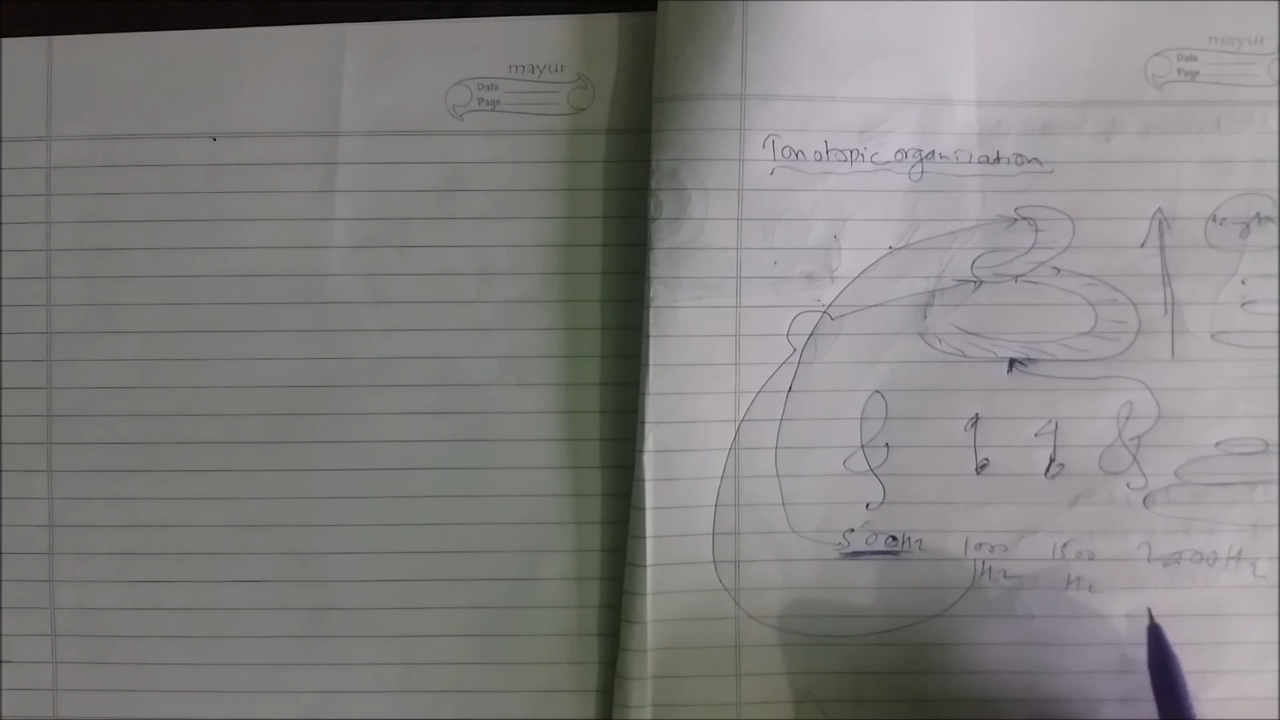 mayur
Date
Page
mayur
Date
Page
Tonotopic organization
500Hz 1000 1500 2000Hz
Hz Hz